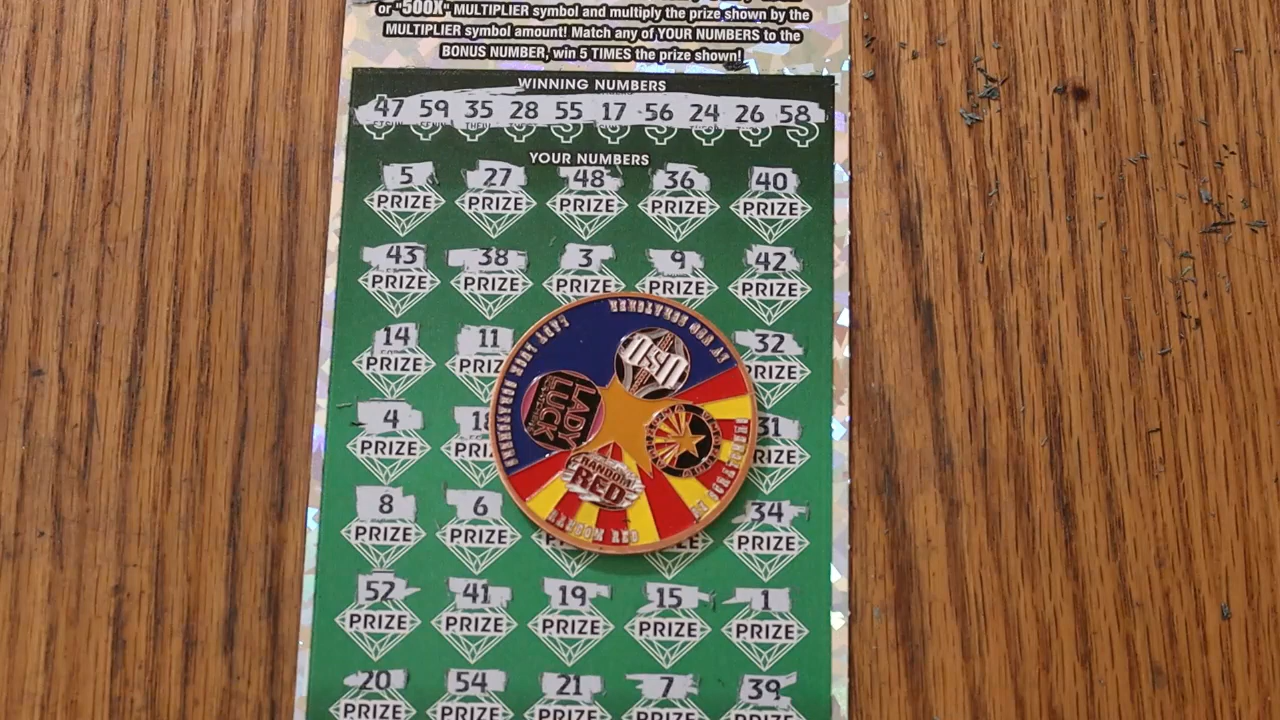 or "500X" MULTIPLIER symbol and multiply the prize shown by the
MULTIPLIER symbol amount! Match any of YOUR NUMBERS to the
BONUS NUMBER, win 5 TIMES the prize shown!
WINNING NUMBERS
47 59 35 28 55 17 56 24 26 58
YOUR NUMBERS
5 27 48 36 40
PRIZE PRIZE PRIZE PRIZE PRIZE
43 38 3 9 42
PRIZE PRIZE PRIZE PRIZE PRIZE
14 11 32
PRIZE PRIZE
4 18 31
PRIZE PRIZE
8 6 34
PRIZE PRIZE PRIZE
52 41 19 15 1
PRIZE PRIZE PRIZE PRIZE PRIZE
20 54 21 7 39
PRIZE PRIZE PRIZE PRIZE PRIZE
LADY LUCK SCRATCHER
LADY
LUCK
RANDOM
RED